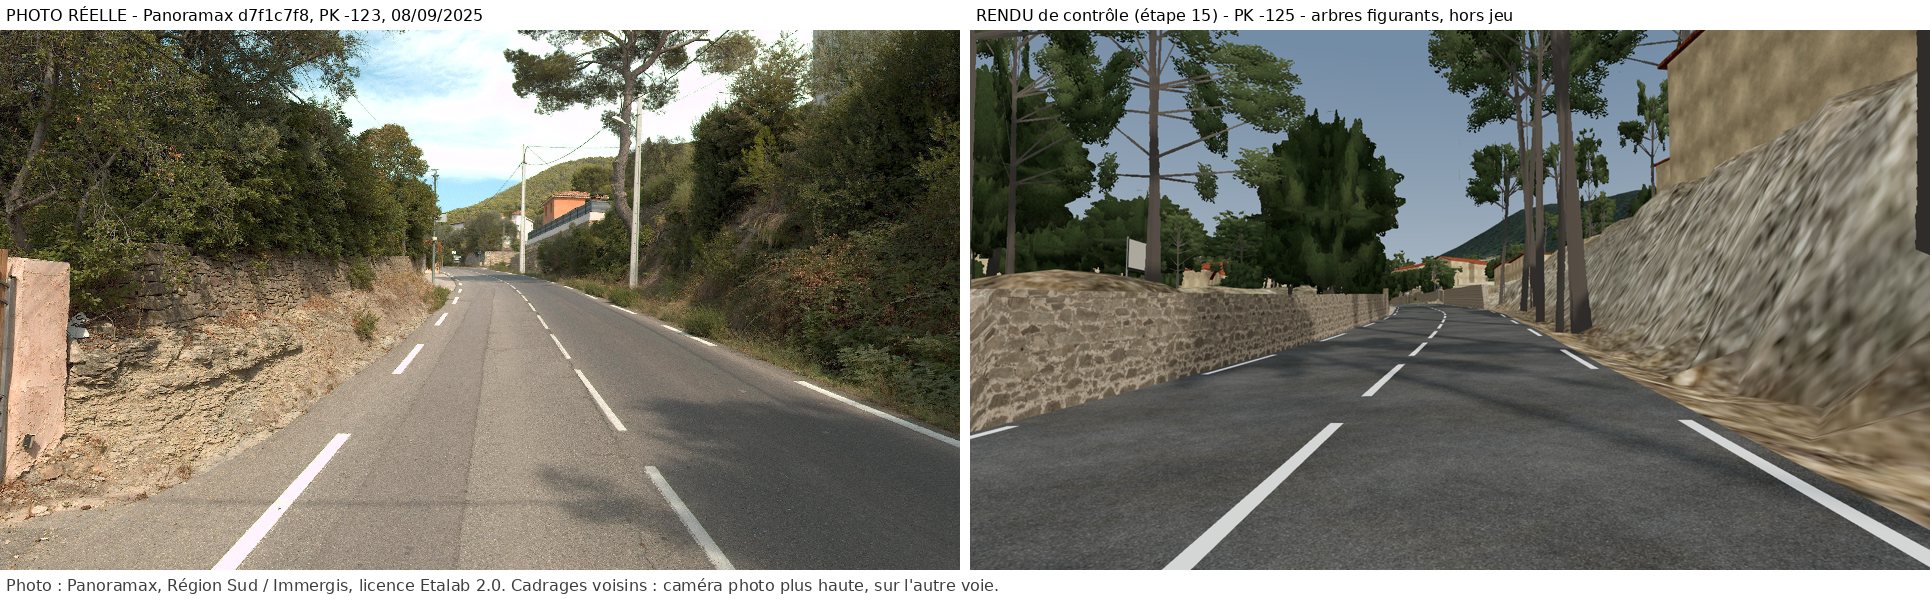 PHOTO RÉELLE - Panoramax d7f1c7f8, PK -123, 08/09/2025
RENDU de contrôle (étape 15) - PK -125 - arbres figurants, hors jeu
Photo : Panoramax, Région Sud / Immergis, licence Etalab 2.0. Cadrages voisins : caméra photo plus haute, sur l'autre voie.